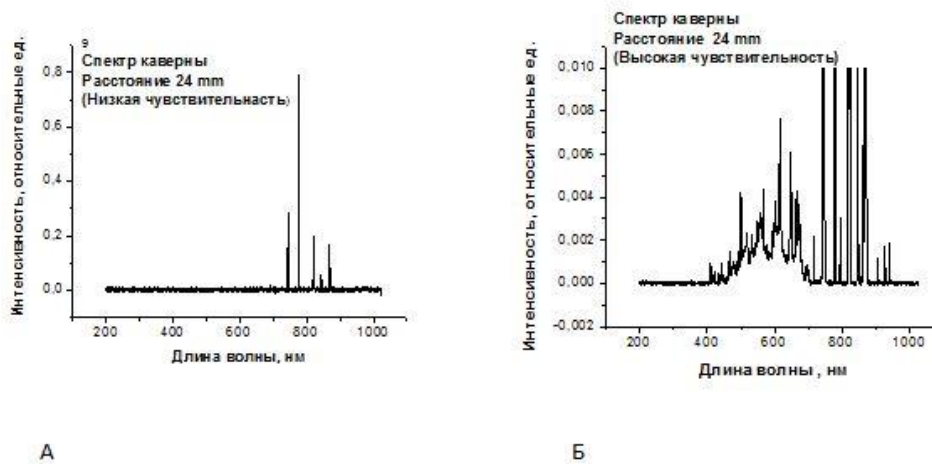 9
Спектр каверны
Расстояние 24 mm
(Низкая чувствительнасть)
Интенсивность, относительные ед.
0,8
0,6
0,4
0,2
0,0
200 400 600 800 1000
Длина волны, нм
А
Спектр каверны
Расстояние 24 mm
(Высокая чувствительность)
Интенсивность, относительные ед.
0,010
0,008
0,006
0,004
0,002
0,000
-0,002
200 400 600 800 1000
Длина волны , нм
Б